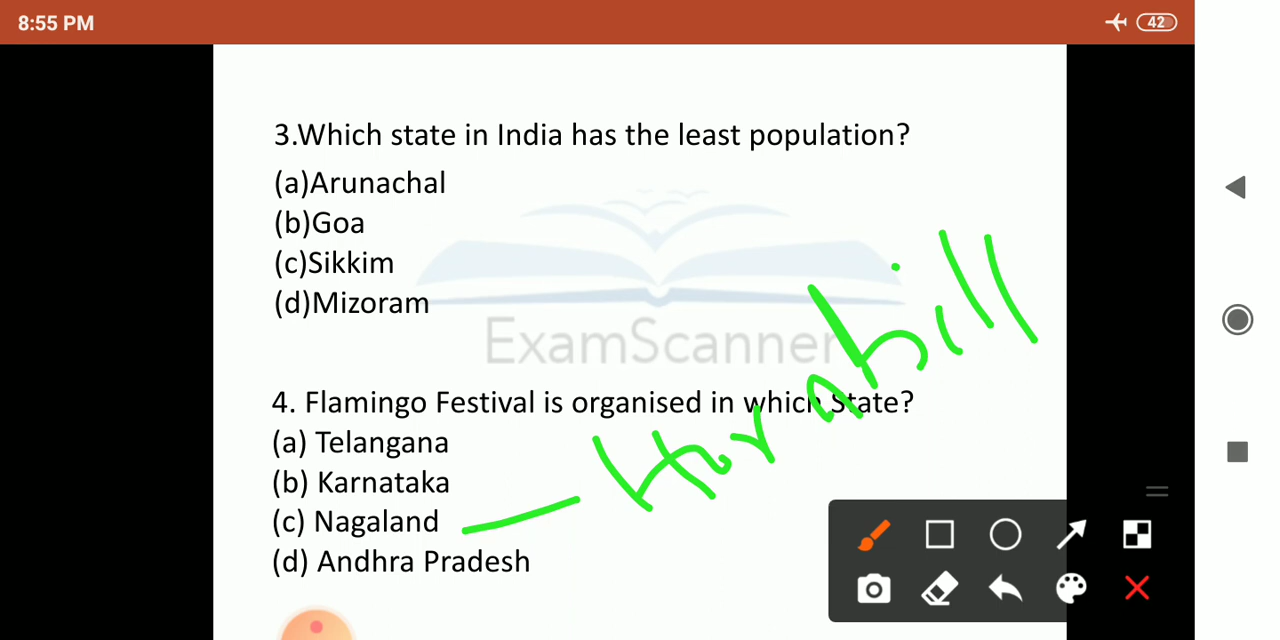 8:55 PM
42
3.Which state in India has the least population?
(a)Arunachal
(b)Goa
(c)Sikkim
(d)Mizoram
ExamScanner
4. Flamingo Festival is organised in which State?
(a) Telangana
(b) Karnataka
(c) Nagaland
Hornbill
(d) Andhra Pradesh